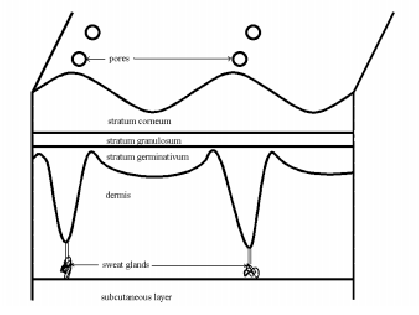 pores
stratum corneum
stratum granulosum
stratum germinativum
dermis
sweat glands
subcutaneous layer